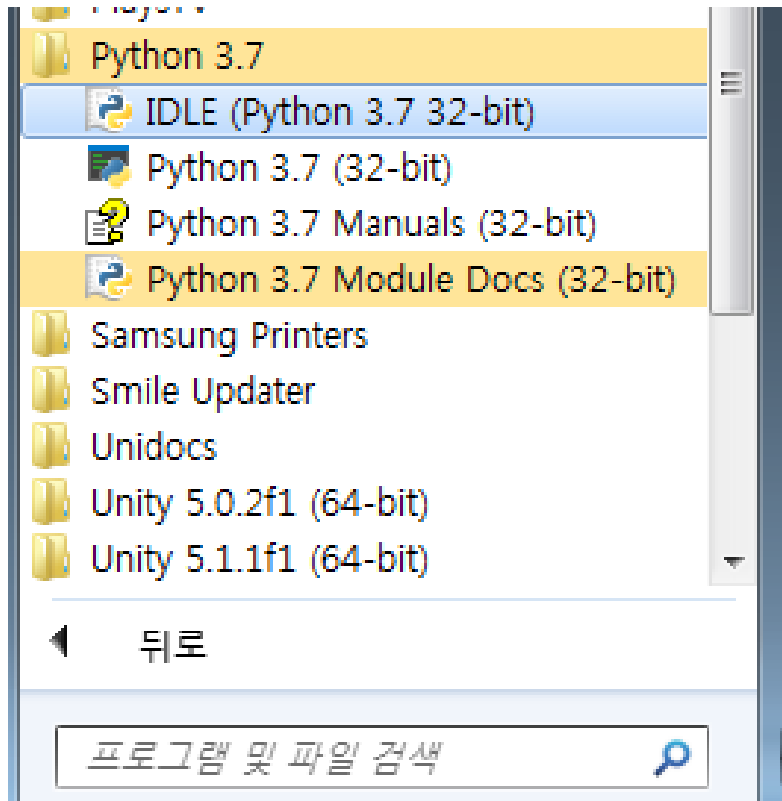 Python 3.7
IDLE (Python 3.7 32-bit)
Python 3.7 (32-bit)
Python 3.7 Manuals (32-bit)
Python 3.7 Module Docs (32-bit)
Samsung Printers
Smile Updater
Unidocs
Unity 5.0.2f1 (64-bit)
Unity 5.1.1f1 (64-bit)
뒤로
프로그램 및 파일 검색